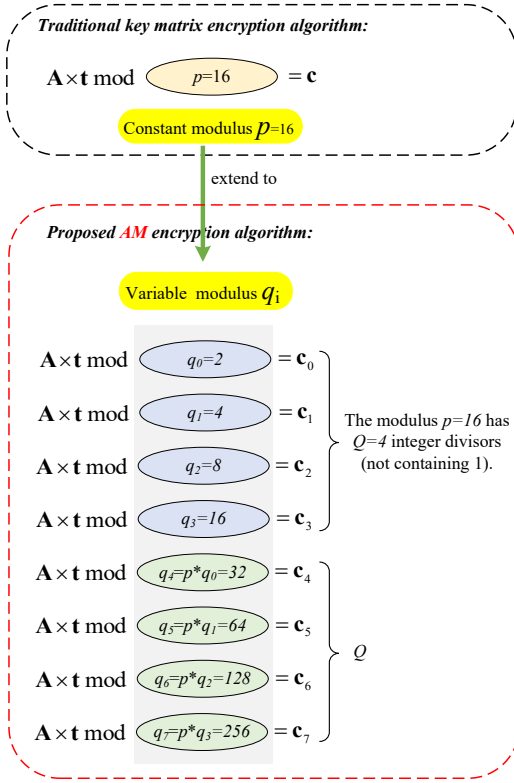 Traditional key matrix encryption algorithm:
A×t mod p=16 = c
Constant modulus p=16
extend to
Proposed AM encryption algorithm:
Variable modulus qi
A×t mod q0=2 = c0
A×t mod q1=4 = c1
A×t mod q2=8 = c2
A×t mod q3=16 = c3
The modulus p=16 has
Q=4 integer divisors
(not containing 1).
A×t mod q4=p*q0=32 = c4
A×t mod q5=p*q1=64 = c5
A×t mod q6=p*q2=128 = c6
A×t mod q7=p*q3=256 = c7
Q